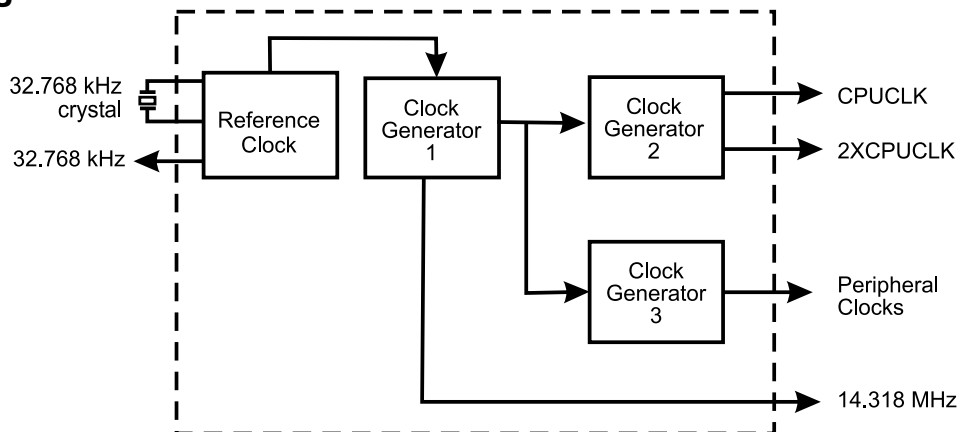 32.768 kHz
crystal
32.768 kHz
Reference
Clock
Clock
Generator
1
Clock
Generator
2
CPUCLK
2XCPUCLK
Clock
Generator
3
Peripheral
Clocks
14.318 MHz